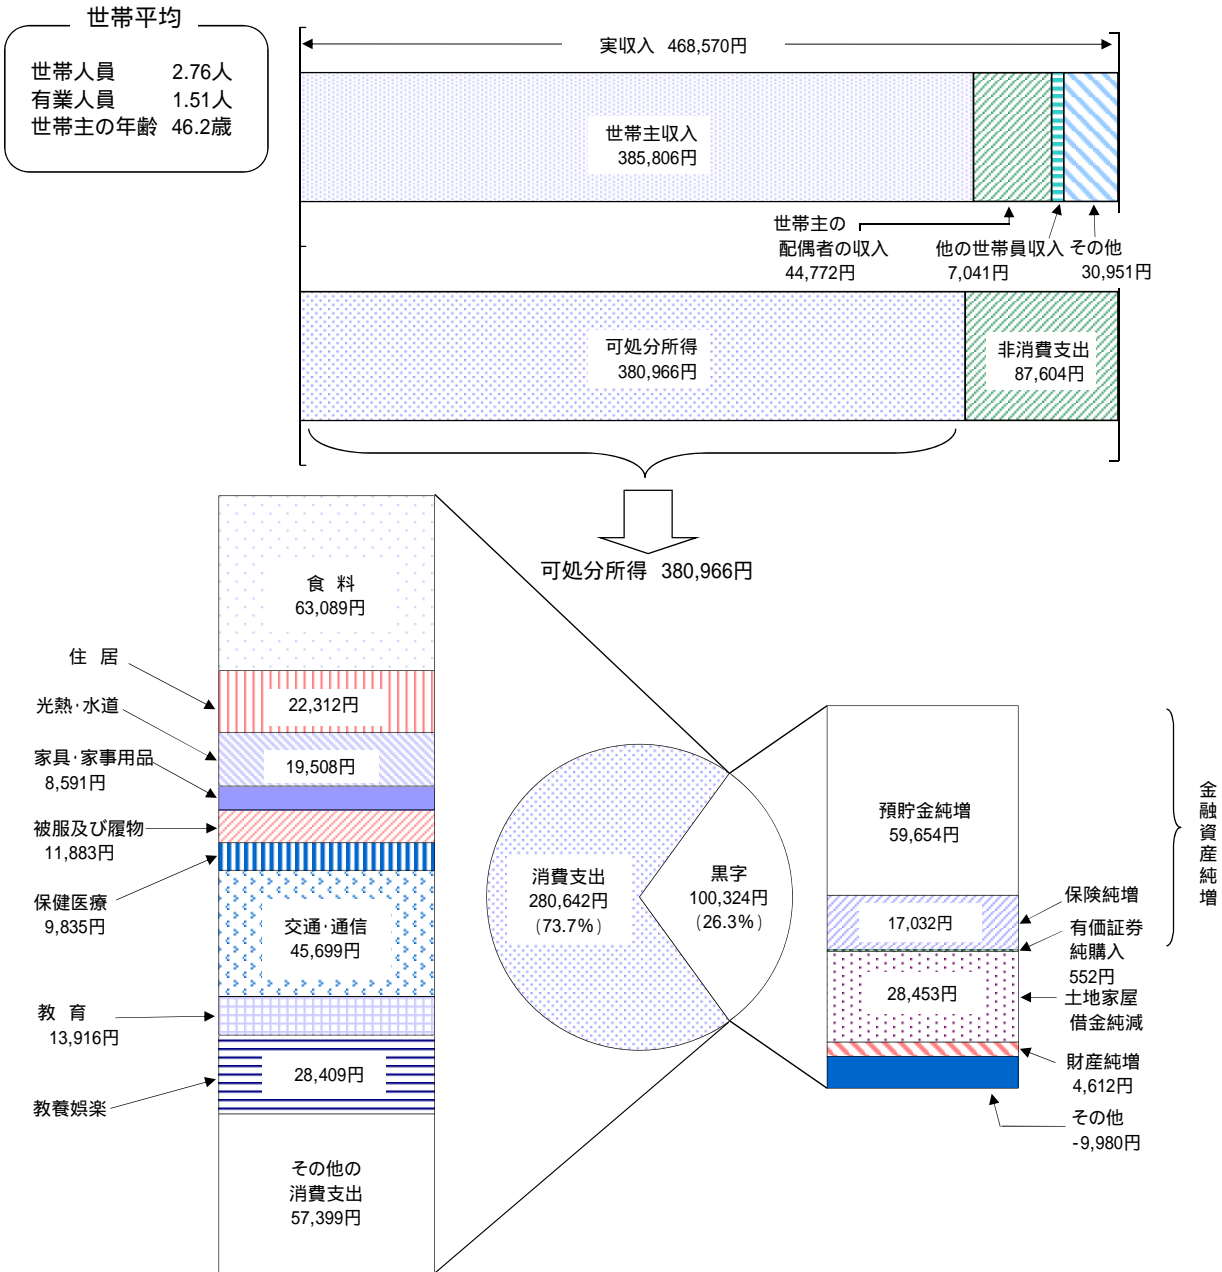 世帯平均
世帯人員 2.76人
有業人員 1.51人
世帯主の年齢 46.2歳
実収入 468,570円
世帯主収入
385,806円
世帯主の
配偶者の収入
44,772円
他の世帯員収入
7,041円
その他
30,951円
可処分所得
380,966円
非消費支出
87,604円
可処分所得 380,966円
食 料
63,089円
住 居
22,312円
光熱･水道
19,508円
家具･家事用品
8,591円
被服及び履物
11,883円
保健医療
9,835円
交通･通信
45,699円
教 育
13,916円
教養娯楽
28,409円
その他の
消費支出
57,399円
消費支出
280,642円
(73.7%)
黒字
100,324円
(26.3%)
預貯金純増
59,654円
保険純増
17,032円
有価証券
純購入
552円
土地家屋
借金純減
28,453円
財産純増
4,612円
その他
-9,980円
金融資産純増